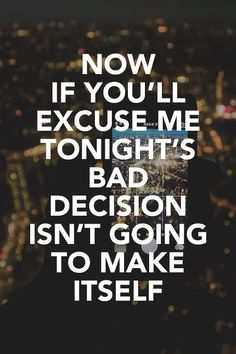 NOW
IF YOU'LL
EXCUSE ME
TONIGHT'S
BAD
DECISION
ISN'T GOING
TO MAKE
ITSELF